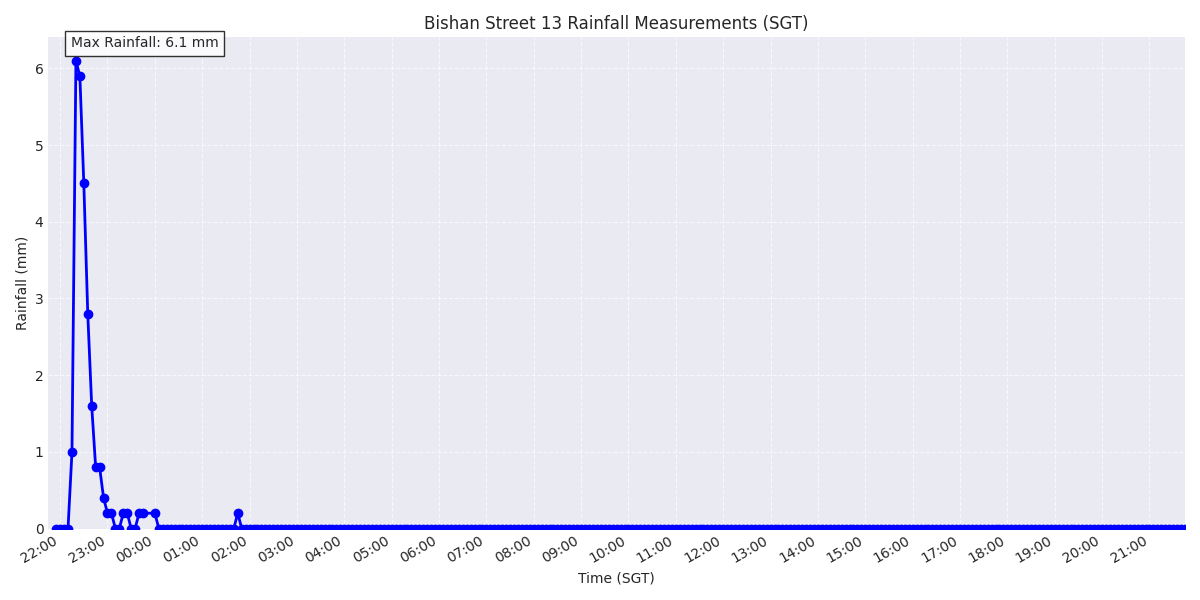 Bishan Street 13 Rainfall Measurements (SGT)
Max Rainfall: 6.1 mm
6
5
4
3
2
1
0
Rainfall (mm)
22:00 23:00 00:00 01:00 02:00 03:00 04:00 05:00 06:00 07:00 08:00 09:00 10:00 11:00 12:00 13:00 14:00 15:00 16:00 17:00 18:00 19:00 20:00 21:00
Time (SGT)